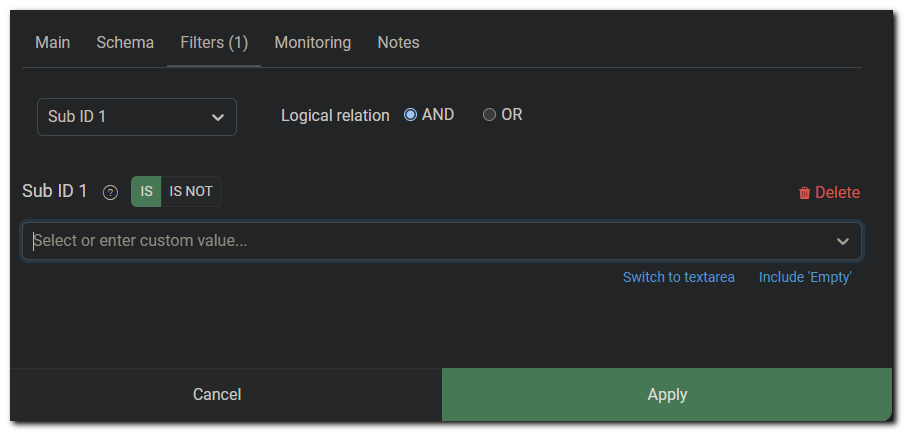 Main Schema Filters (1) Monitoring Notes
Sub ID 1 Logical relation AND OR
Sub ID 1 ? IS IS NOT Delete
Select or enter custom value...
Switch to textarea Include 'Empty'
Cancel Apply